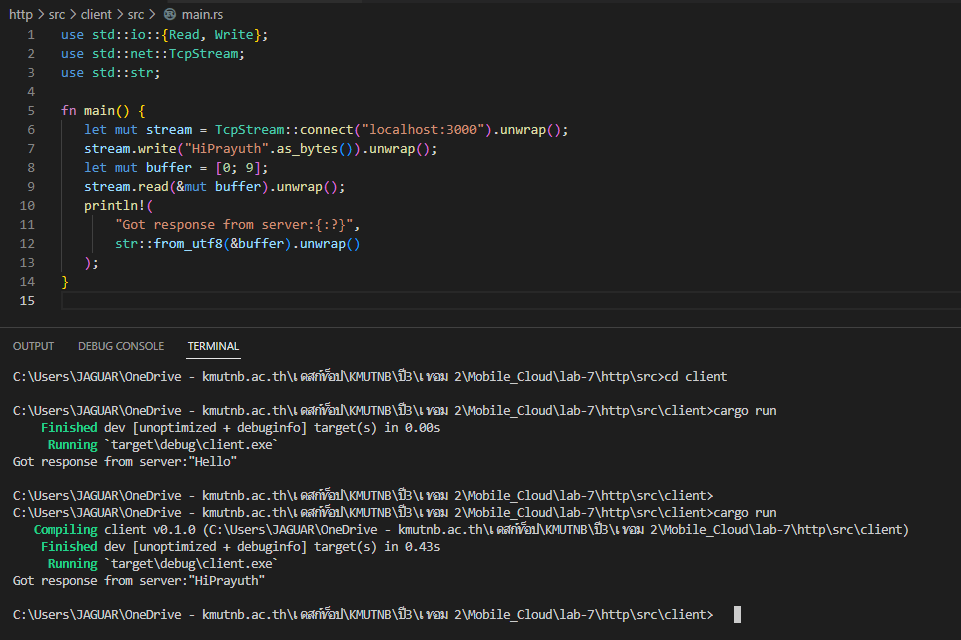 http > src > client > src > main.rs
1 use std::io::{Read, Write};
2 use std::net::TcpStream;
3 use std::str;
4
5 fn main() {
6 let mut stream = TcpStream::connect("localhost:3000").unwrap();
7 stream.write("HiPrayuth".as_bytes()).unwrap();
8 let mut buffer = [0; 9];
9 stream.read(&mut buffer).unwrap();
10 println!(
11 "Got response from server:{:?}",
12 str::from_utf8(&buffer).unwrap()
13 );
14 }
15
OUTPUT DEBUG CONSOLE TERMINAL
C:\Users\JAGUAR\OneDrive - kmutnb.ac.th\เดสก์ท็อป\KMUTNB\ปี3\เทอม 2\Mobile_Cloud\lab-7\http\src>cd client
C:\Users\JAGUAR\OneDrive - kmutnb.ac.th\เดสก์ท็อป\KMUTNB\ปี3\เทอม 2\Mobile_Cloud\lab-7\http\src\client>cargo run
Finished dev [unoptimized + debuginfo] target(s) in 0.00s
Running `target\debug\client.exe`
Got response from server:"Hello"
C:\Users\JAGUAR\OneDrive - kmutnb.ac.th\เดสก์ท็อป\KMUTNB\ปี3\เทอม 2\Mobile_Cloud\lab-7\http\src\client>
C:\Users\JAGUAR\OneDrive - kmutnb.ac.th\เดสก์ท็อป\KMUTNB\ปี3\เทอม 2\Mobile_Cloud\lab-7\http\src\client>cargo run
Compiling client v0.1.0 (C:\Users\JAGUAR\OneDrive - kmutnb.ac.th\เดสก์ท็อป\KMUTNB\ปี3\เทอม 2\Mobile_Cloud\lab-7\http\src\client)
Finished dev [unoptimized + debuginfo] target(s) in 0.43s
Running `target\debug\client.exe`
Got response from server:"HiPrayuth"
C:\Users\JAGUAR\OneDrive - kmutnb.ac.th\เดสก์ท็อป\KMUTNB\ปี3\เทอม 2\Mobile_Cloud\lab-7\http\src\client>